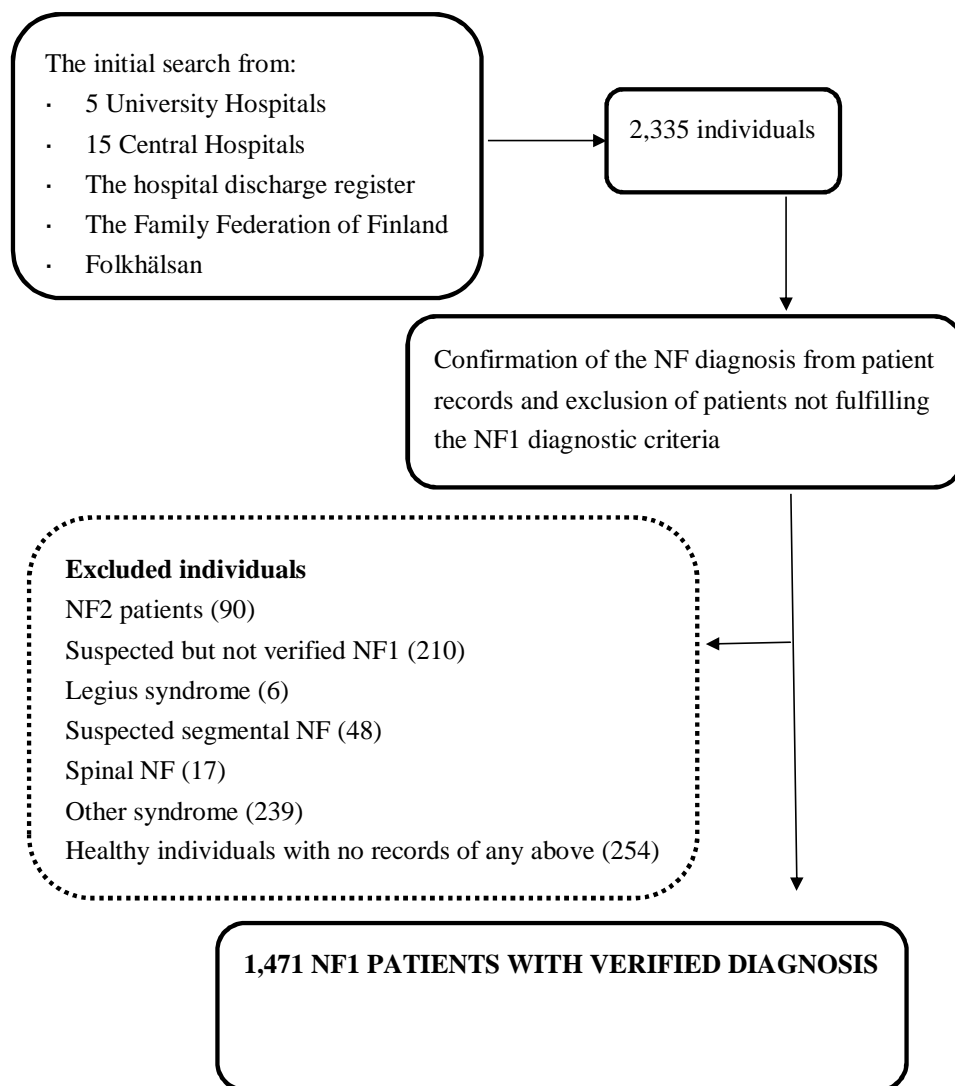 The initial search from:
· 5 University Hospitals
· 15 Central Hospitals
· The hospital discharge register
· The Family Federation of Finland
· Folkhälsan
2,335 individuals
Confirmation of the NF diagnosis from patient
records and exclusion of patients not fulfilling
the NF1 diagnostic criteria
Excluded individuals
NF2 patients (90)
Suspected but not verified NF1 (210)
Legius syndrome (6)
Suspected segmental NF (48)
Spinal NF (17)
Other syndrome (239)
Healthy individuals with no records of any above (254)
1,471 NF1 PATIENTS WITH VERIFIED DIAGNOSIS